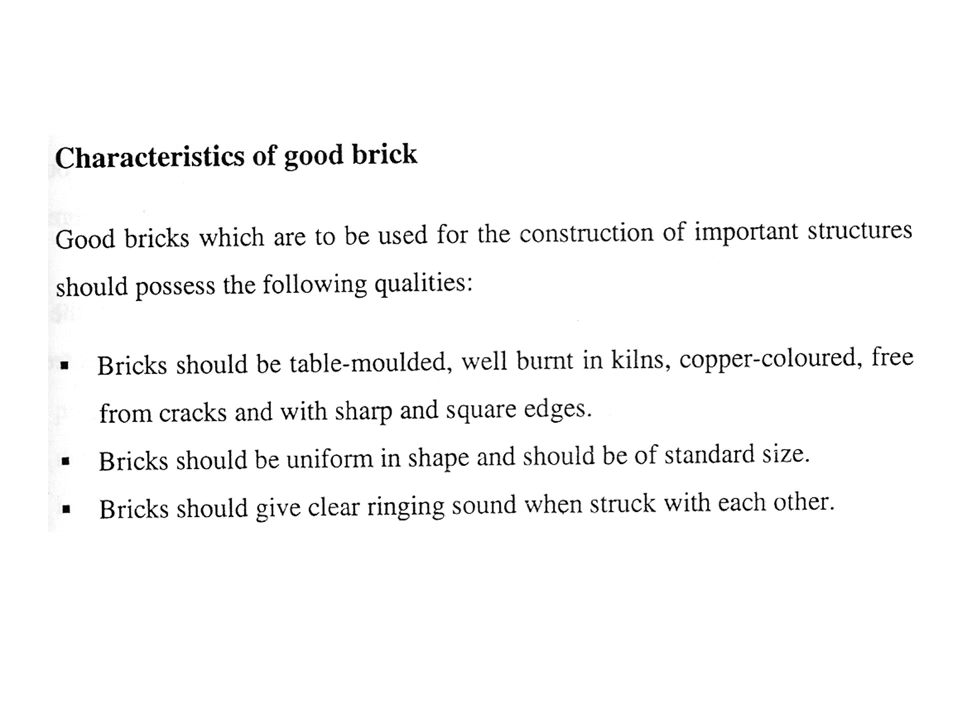 Characteristics of good brick
Good bricks which are to be used for the construction of important structures
should possess the following qualities:
▪ Bricks should be table-moulded, well burnt in kilns, copper-coloured, free
from cracks and with sharp and square edges.
▪ Bricks should be uniform in shape and should be of standard size.
▪ Bricks should give clear ringing sound when struck with each other.